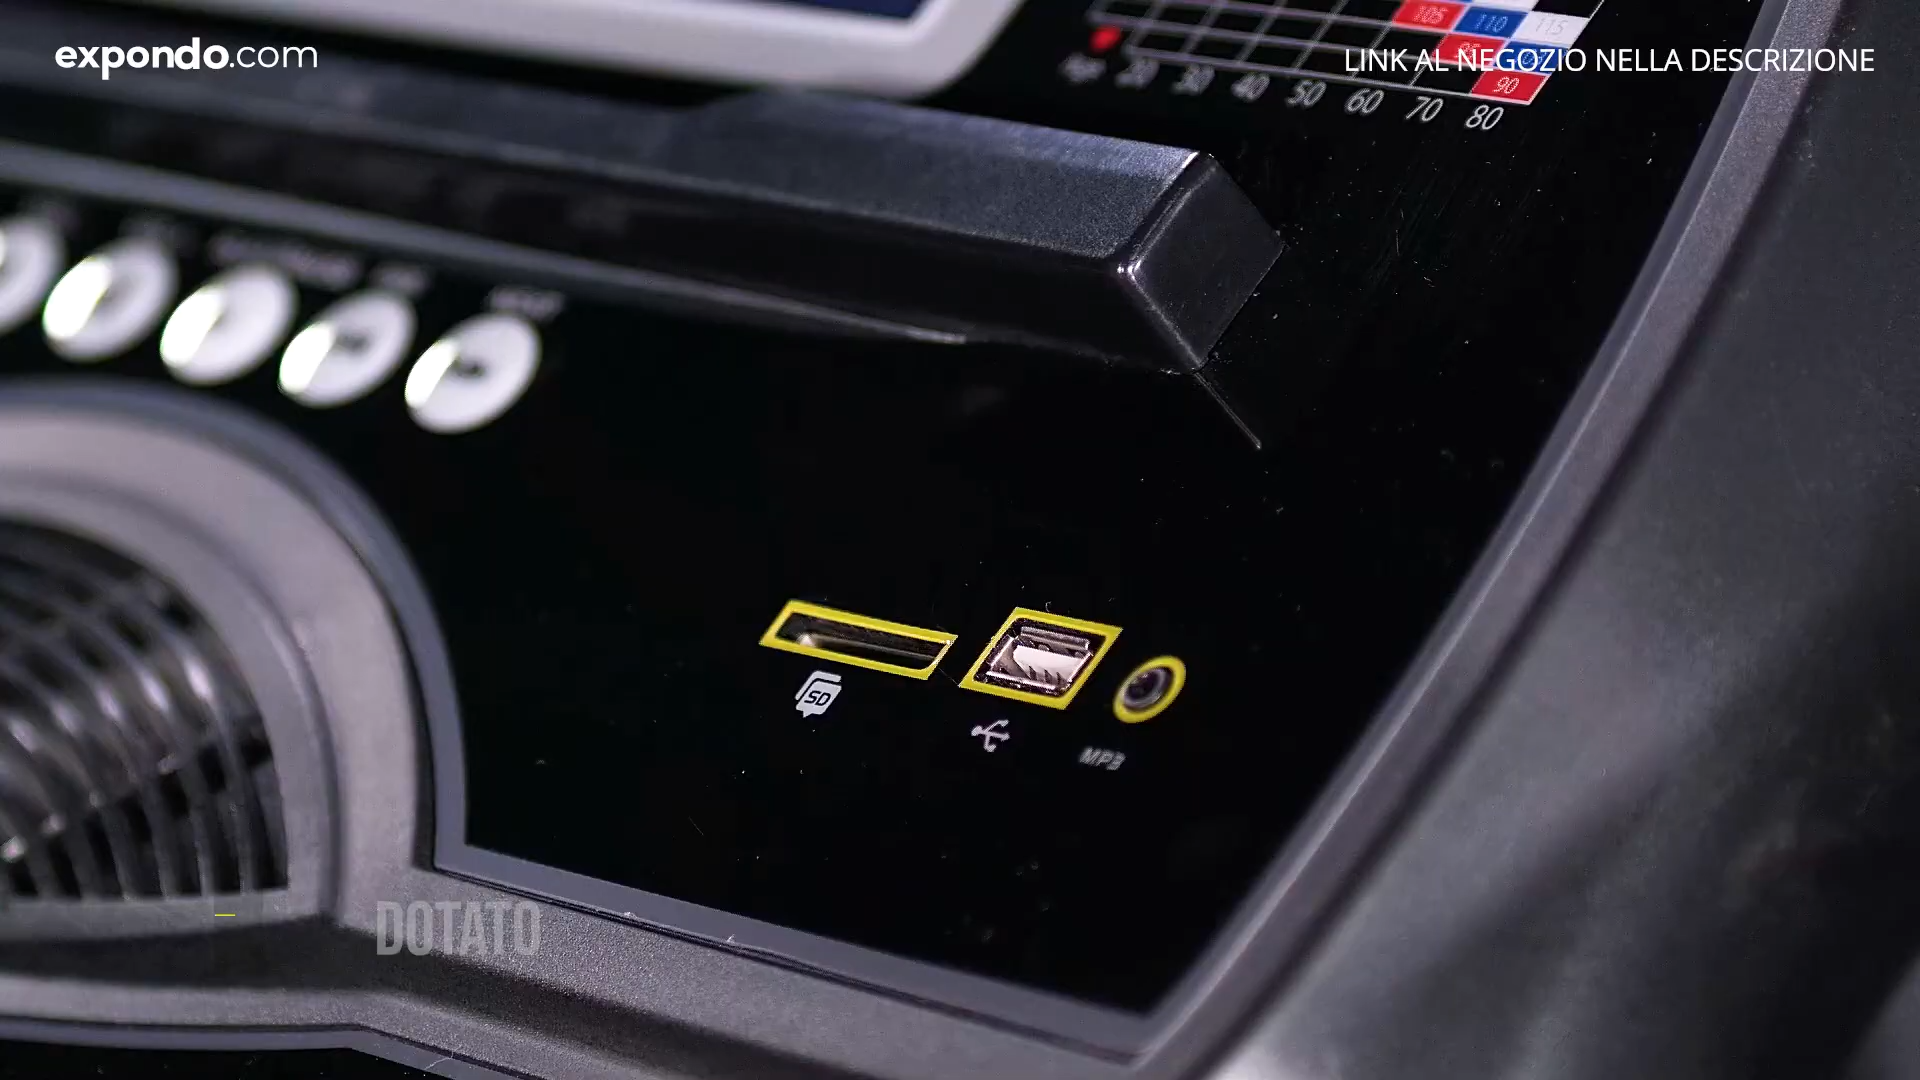 expondo.com
LINK AL NEGOZIO NELLA DESCRIZIONE
105 110 115
90
Age 20 30 40 50 60 70 80
SD
MP3
DOTATO